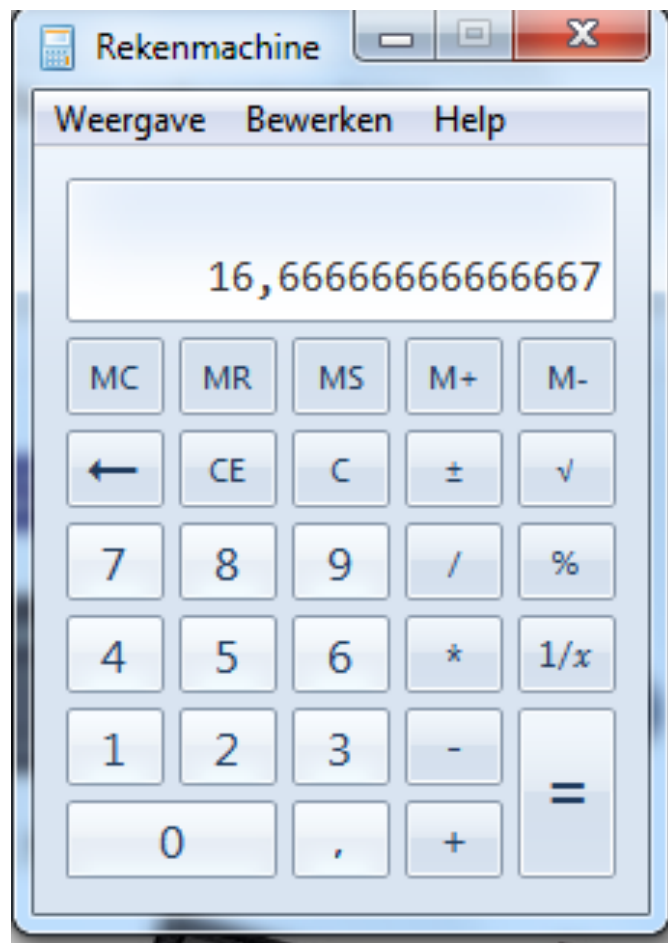 Rekenmachine
Weergave Bewerken Help
16,66666666666667
MC MR MS M+ M-
← CE C ± √
7 8 9 / %
4 5 6 * 1/x
1 2 3 -
=
0 , +